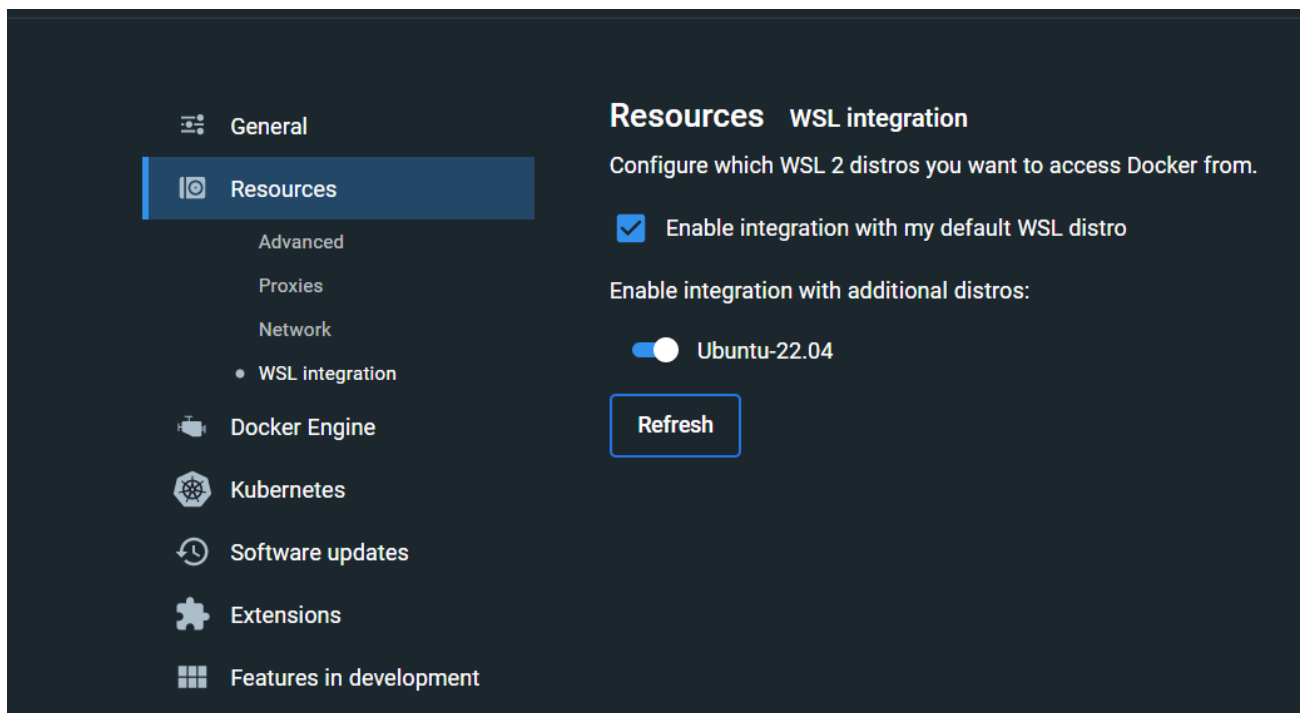 General
Resources
Advanced
Proxies
Network
WSL integration
Docker Engine
Kubernetes
Software updates
Extensions
Features in development
Resources WSL integration
Configure which WSL 2 distros you want to access Docker from.
Enable integration with my default WSL distro
Enable integration with additional distros:
Ubuntu-22.04
Refresh